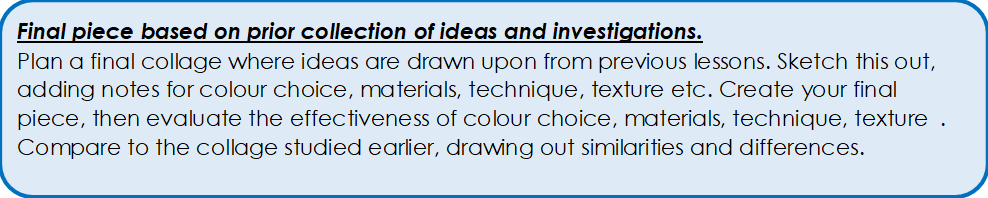 Final piece based on prior collection of ideas and investigations.
Plan a final collage where ideas are drawn upon from previous lessons. Sketch this out,
adding notes for colour choice, materials, technique, texture etc. Create your final
piece, then evaluate the effectiveness of colour choice, materials, technique, texture  .
Compare to the collage studied earlier, drawing out similarities and differences.